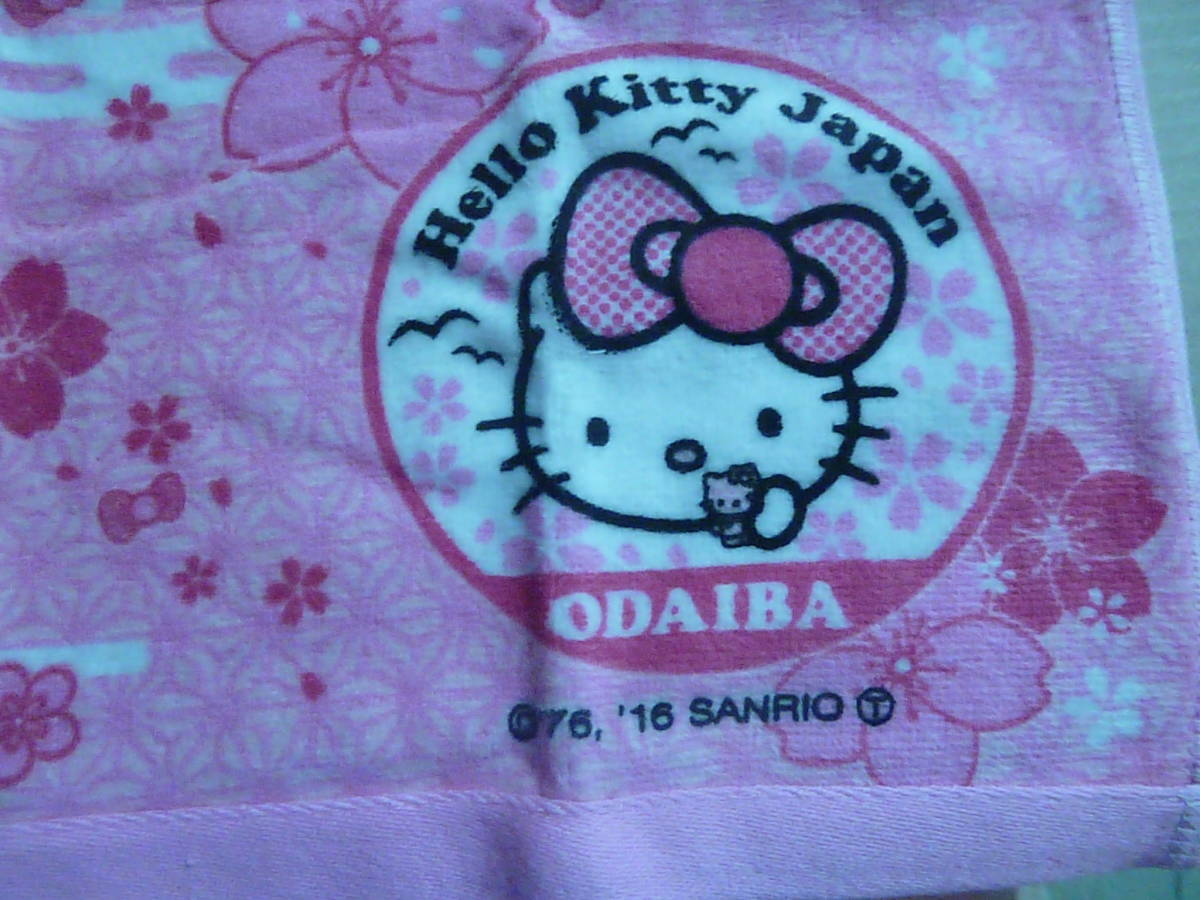 Hello Kitty Japan
ODAIBA
©76, '16 SANRIO Ⓣ